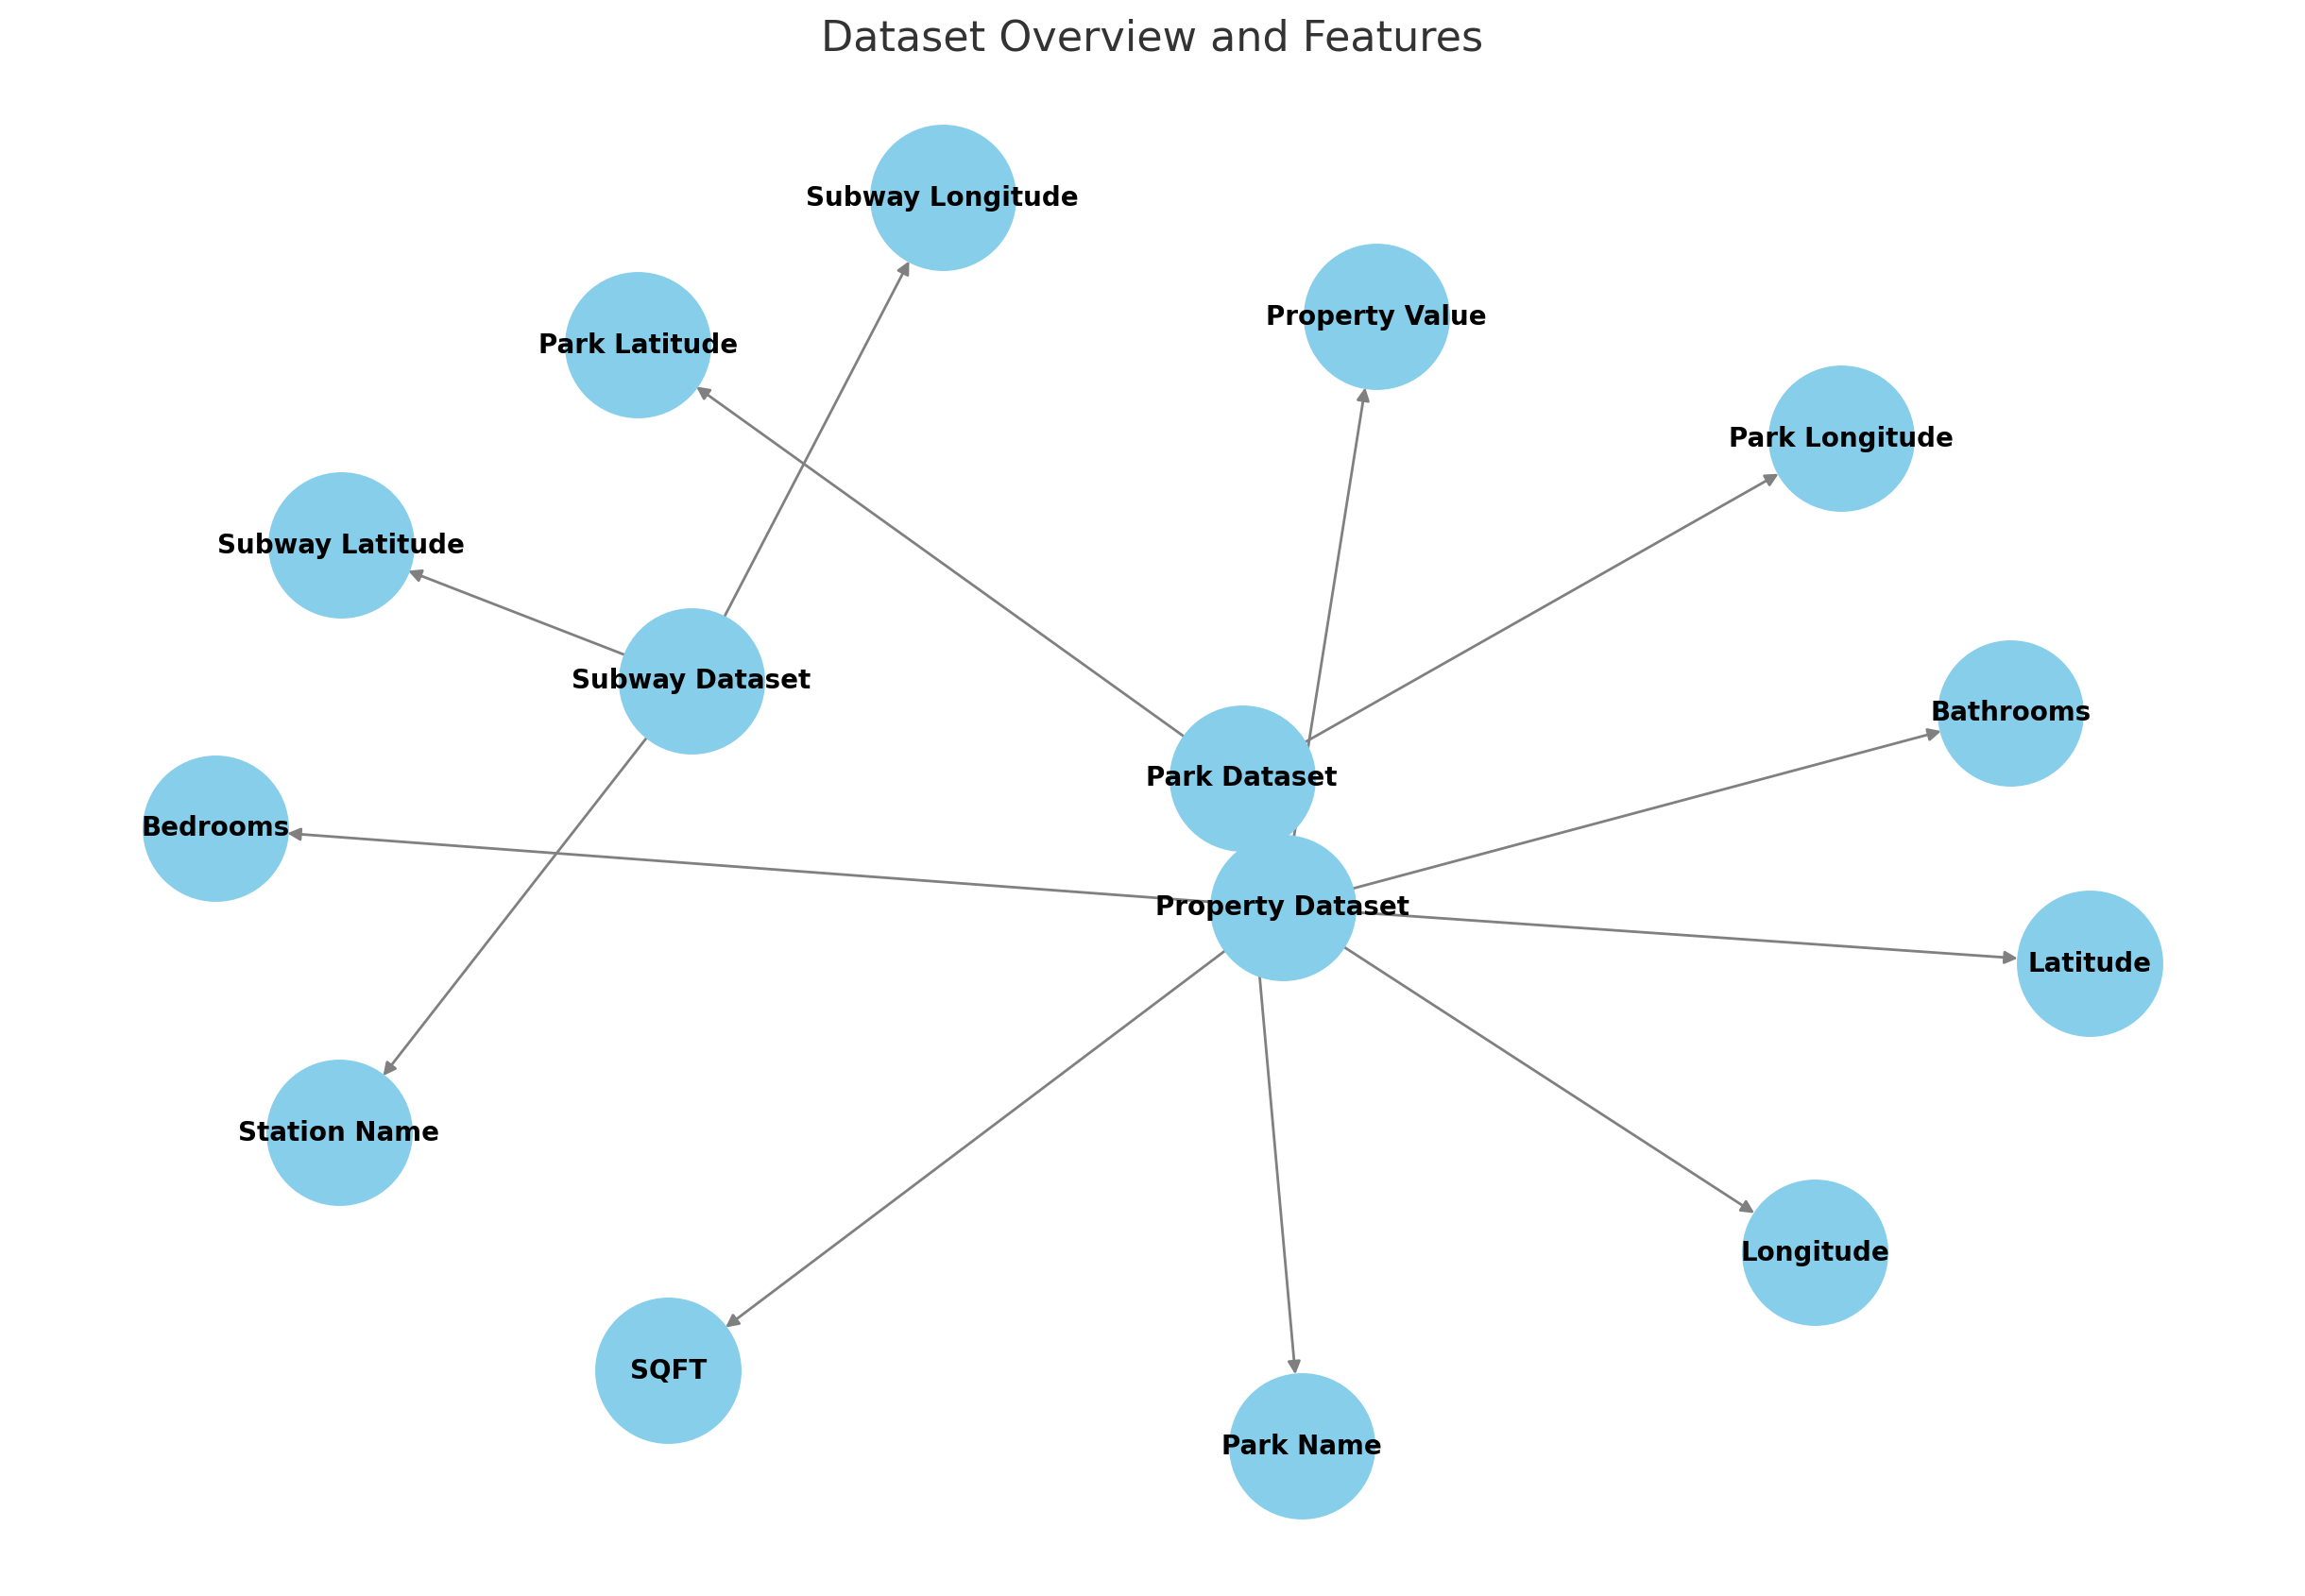 Dataset Overview and Features
Subway Longitude
Property Value
Park Latitude
Park Longitude
Subway Latitude
Subway Dataset
Bathrooms
Park Dataset
Bedrooms
Property Dataset
Latitude
Station Name
Longitude
SQFT
Park Name